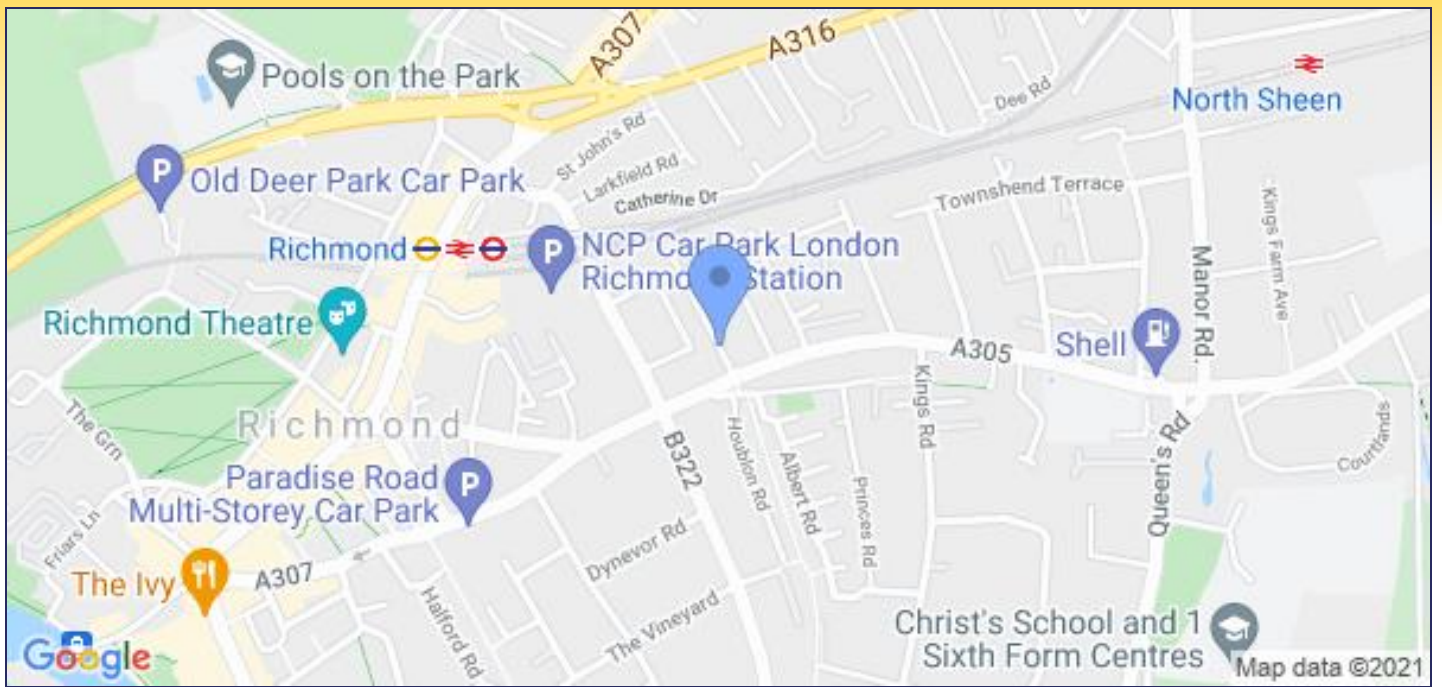 A307
A316
Pools on the Park
North Sheen
Dee Rd
St John's Rd
Larkfield Rd
Catherine Dr
P
Old Deer Park Car Park
Townshend Terrace
Kings Farm Ave
Richmond
P
NCP Car Park London
Richmond Station
Manor Rd.
Richmond Theatre
A305
Shell
Kings Rd
The Grn
Richmond
B322
Houblon Rd
Albert Rd
Princes Rd
Queen's Rd
Courtlands
Paradise Road
Multi-Storey Car Park
P
Friars Ln
Dynevor Rd
The Ivy
A307
Halford Rd
The Vineyard
Christ's School and 1
Sixth Form Centres
Google
Map data ©2021